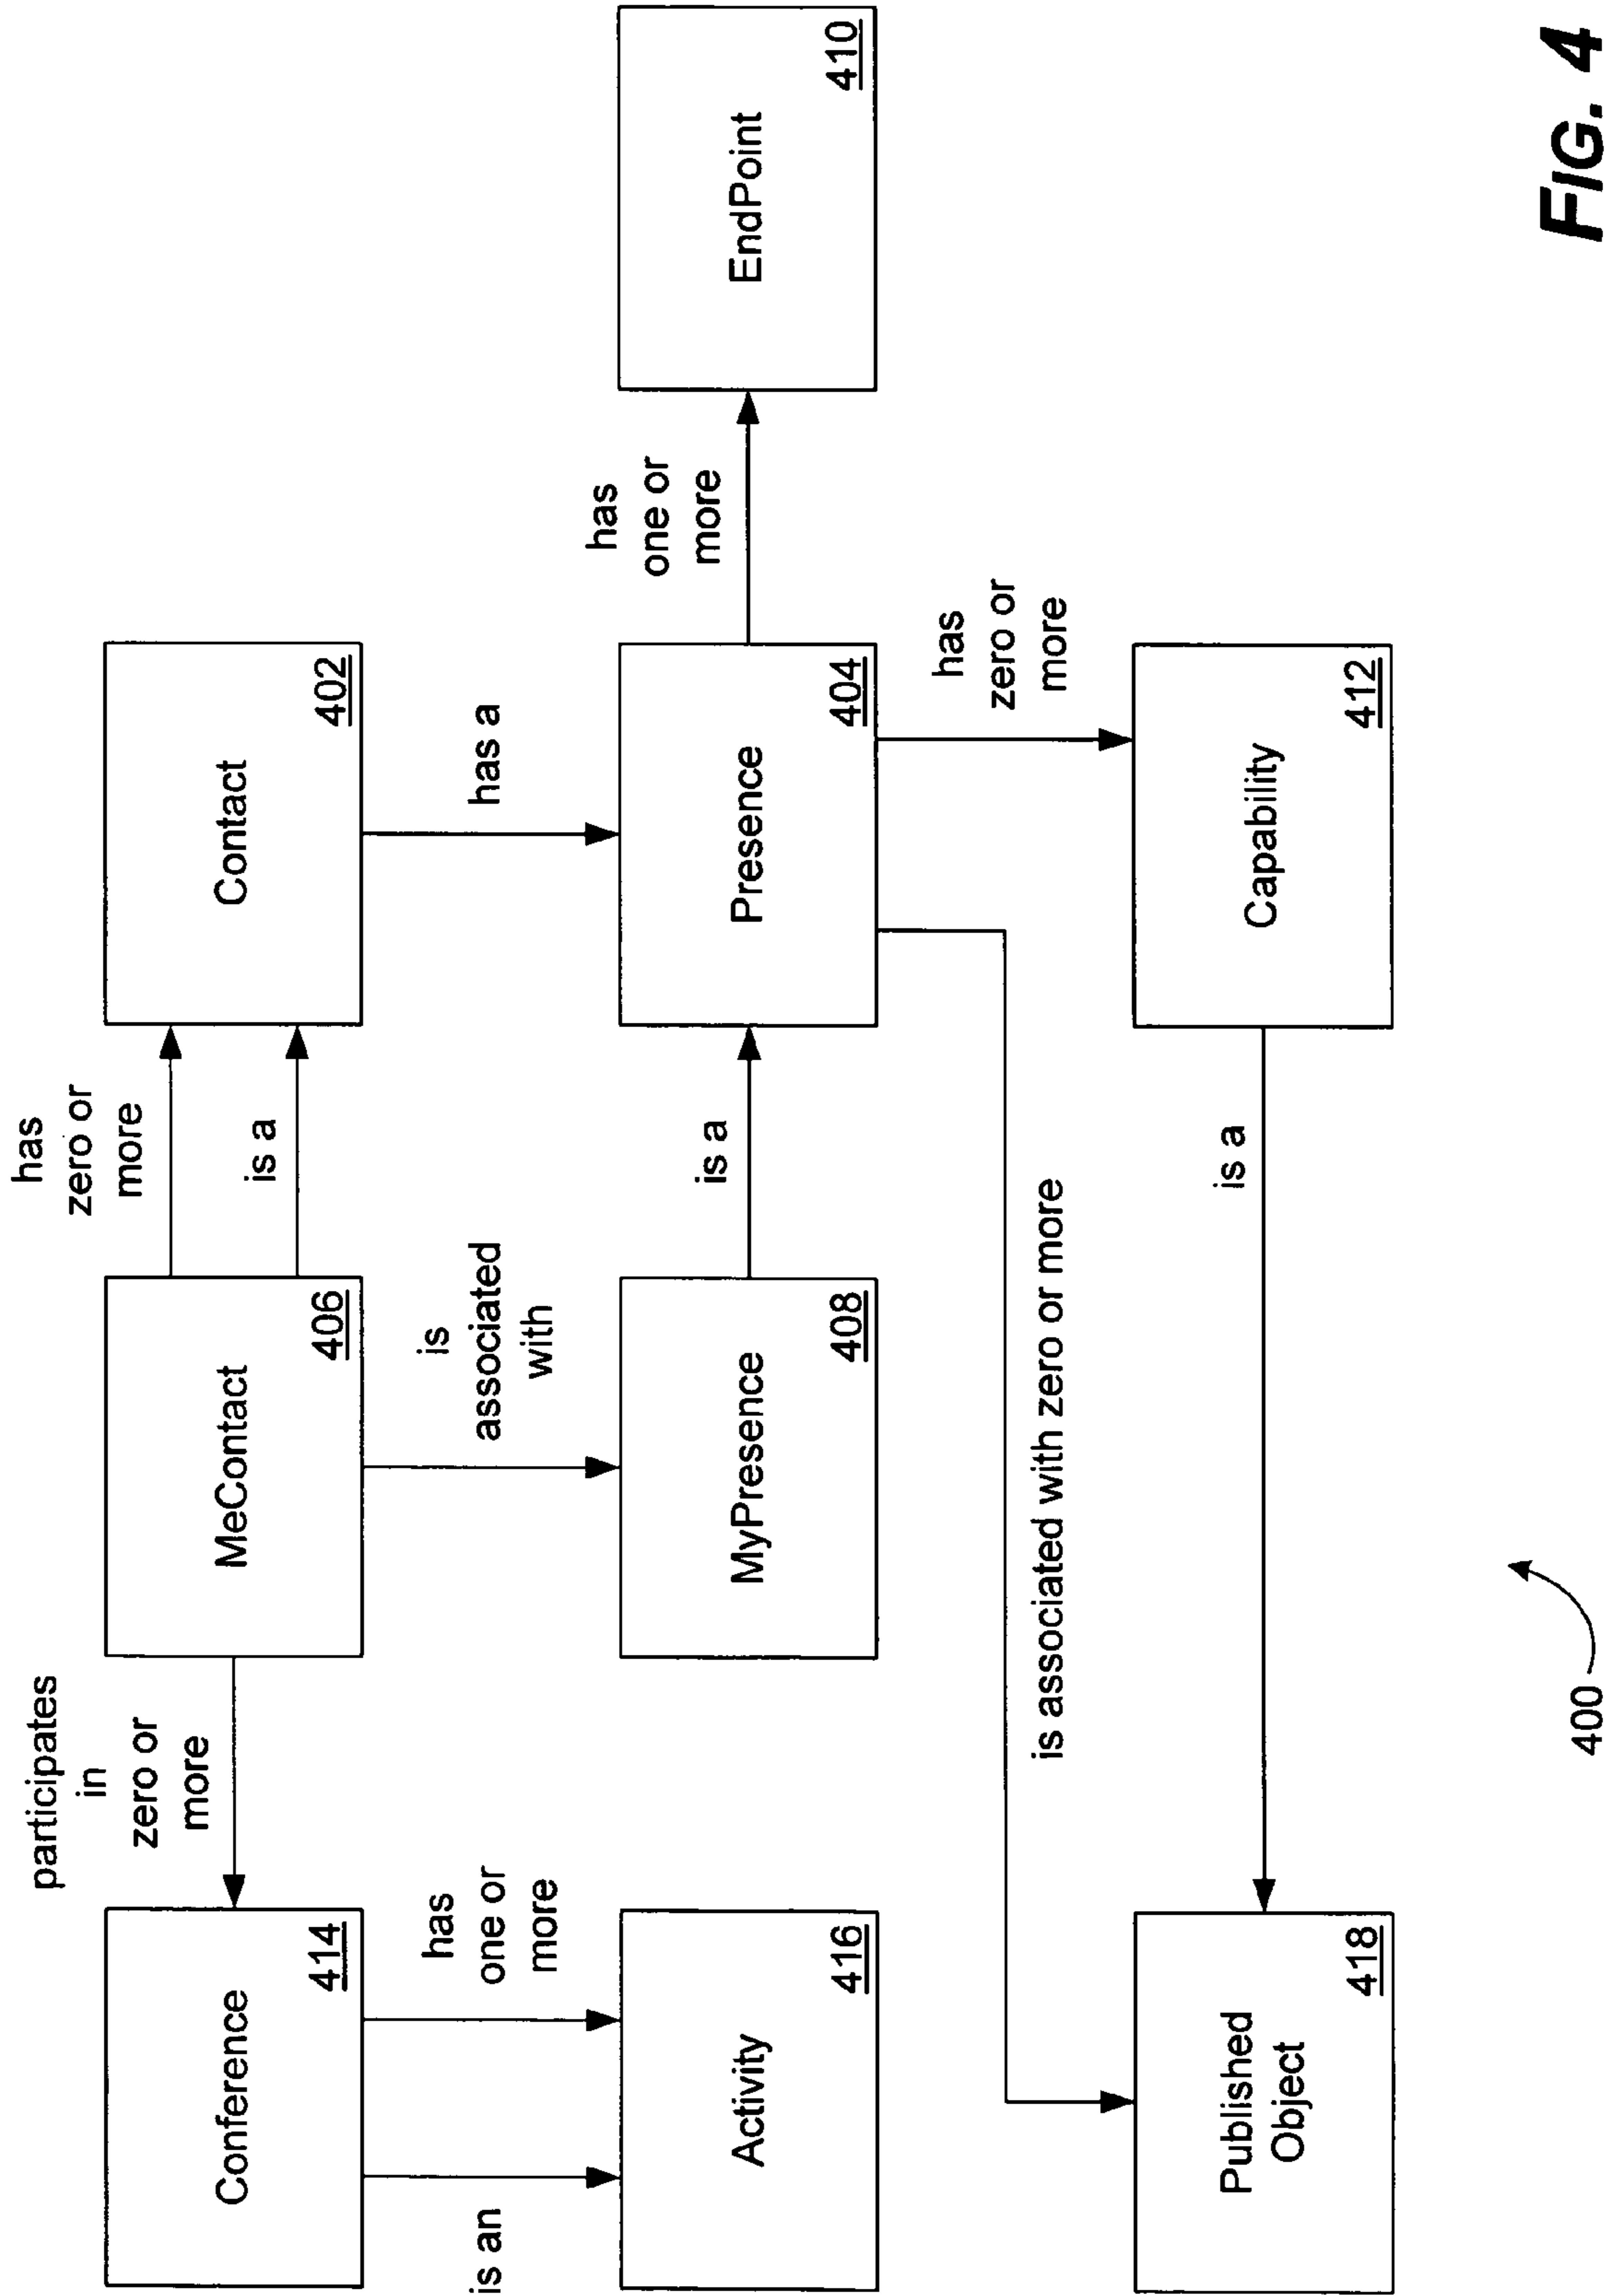 participates
in
zero or
more
has
zero or
more
is a
Conference
414
MeContact
406
Contact
402
is an
has
one or
more
is
associated
with
has a
Activity
416
MyPresence
408
is a
Presence
404
has
one or
more
EndPoint
410
is associated with zero or more
has
zero or
more
Published
Object
418
is a
Capability
412
400
FIG. 4